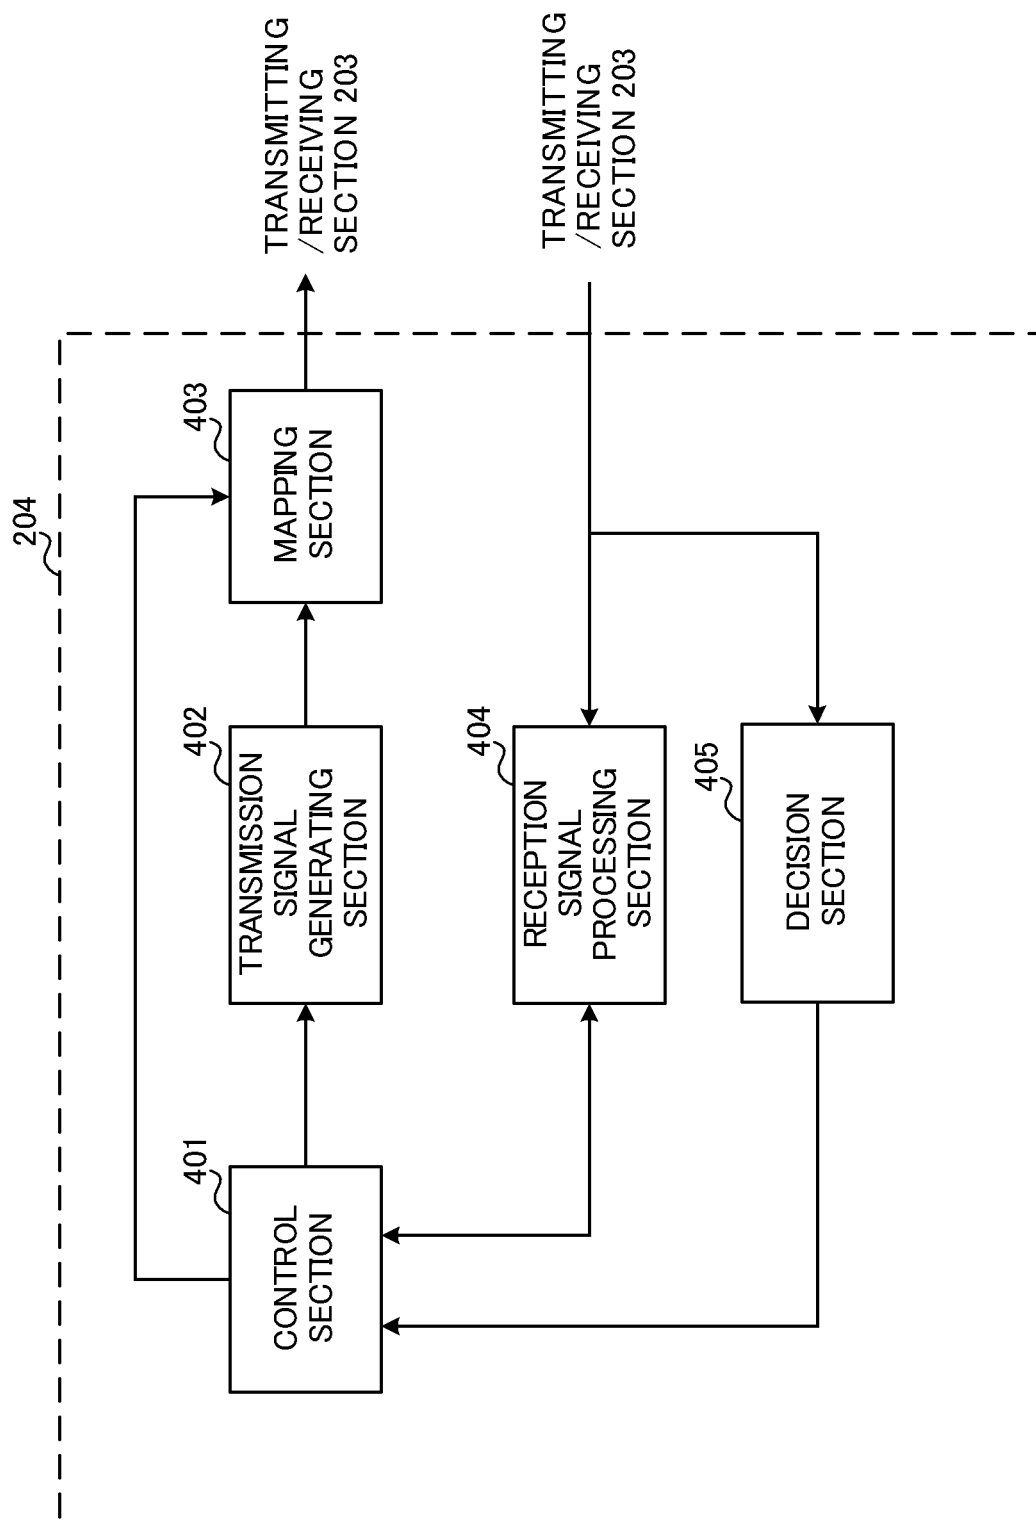 204
401
CONTROL
SECTION
402
TRANSMISSION
SIGNAL
GENERATING
SECTION
403
MAPPING
SECTION
TRANSMITTING
/RECEIVING
SECTION 203
404
RECEPTION
SIGNAL
PROCESSING
SECTION
TRANSMITTING
/RECEIVING
SECTION 203
405
DECISION
SECTION